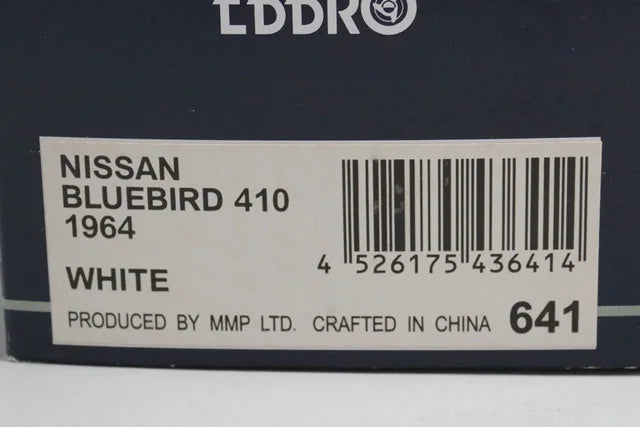 EBBRO
NISSAN
BLUEBIRD 410
1964
WHITE
4 526175 436414
PRODUCED BY MMP LTD. CRAFTED IN CHINA 641